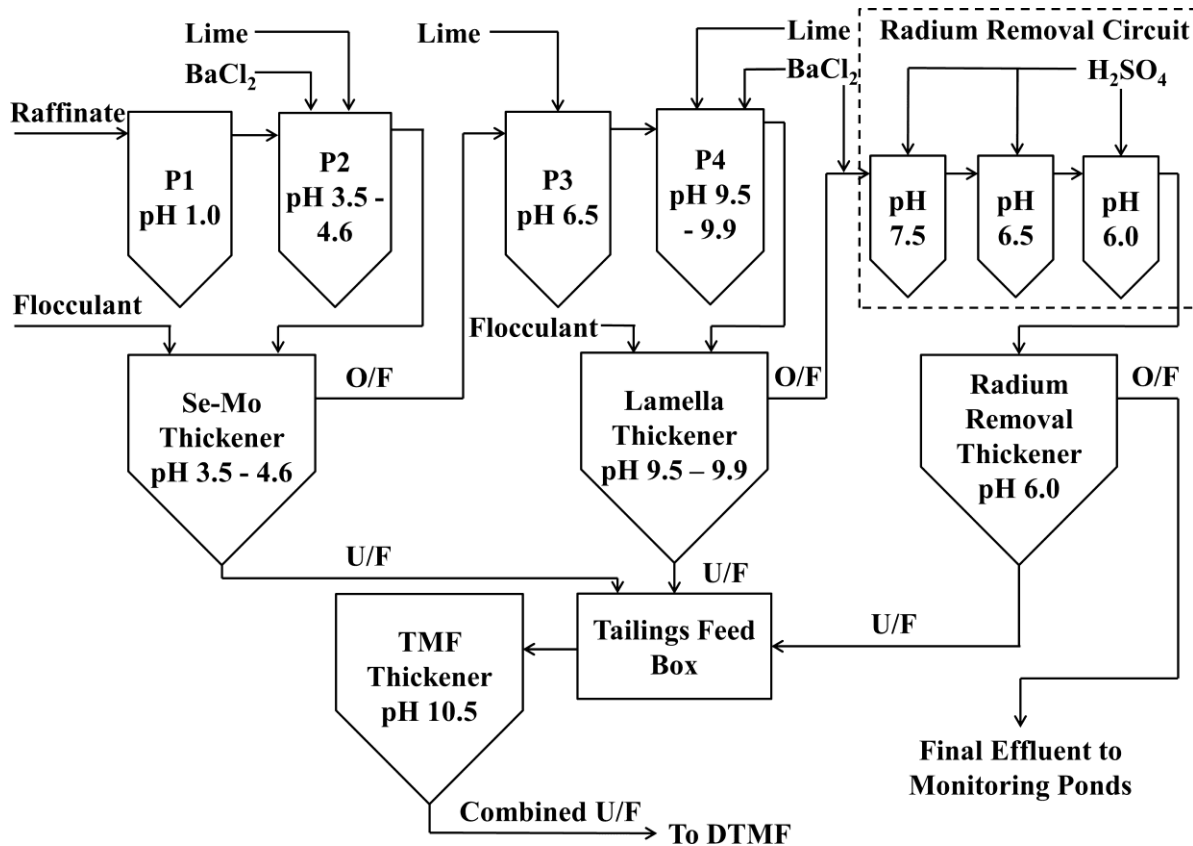 Lime
BaCl₂
Lime
Lime
BaCl₂
Radium Removal Circuit
H₂SO₄
Raffinate
P1
pH 1.0
P2
pH 3.5 -
4.6
P3
pH 6.5
P4
pH 9.5
- 9.9
pH
7.5
pH
6.5
pH
6.0
Flocculant
Se-Mo
Thickener
pH 3.5 - 4.6
O/F
Flocculant
Lamella
Thickener
pH 9.5 – 9.9
O/F
Radium
Removal
Thickener
pH 6.0
O/F
U/F
U/F
U/F
TMF
Thickener
pH 10.5
Tailings Feed
Box
Final Effluent to
Monitoring Ponds
Combined U/F
To DTMF